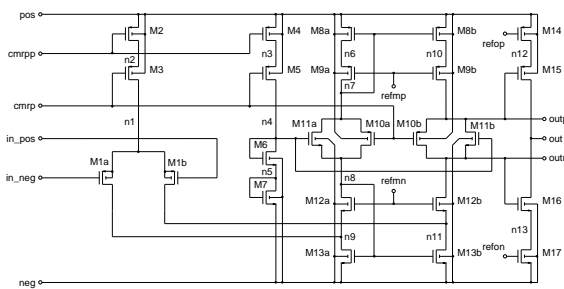 pos
M2
M4
M8a
M8b
M14
refop
cmrpp
n2
n3
n6
n10
n12
M3
M5
M9a
M9b
M15
n7
refmp
cmrp
n1
n4
M11a
M10a
M10b
M11b
outp
in_pos
M6
out
M1a
M1b
n5
n8
in_neg
M7
M12a
refmn
M12b
M16
n9
n11
n13
M13a
M13b
refon
M17
neg